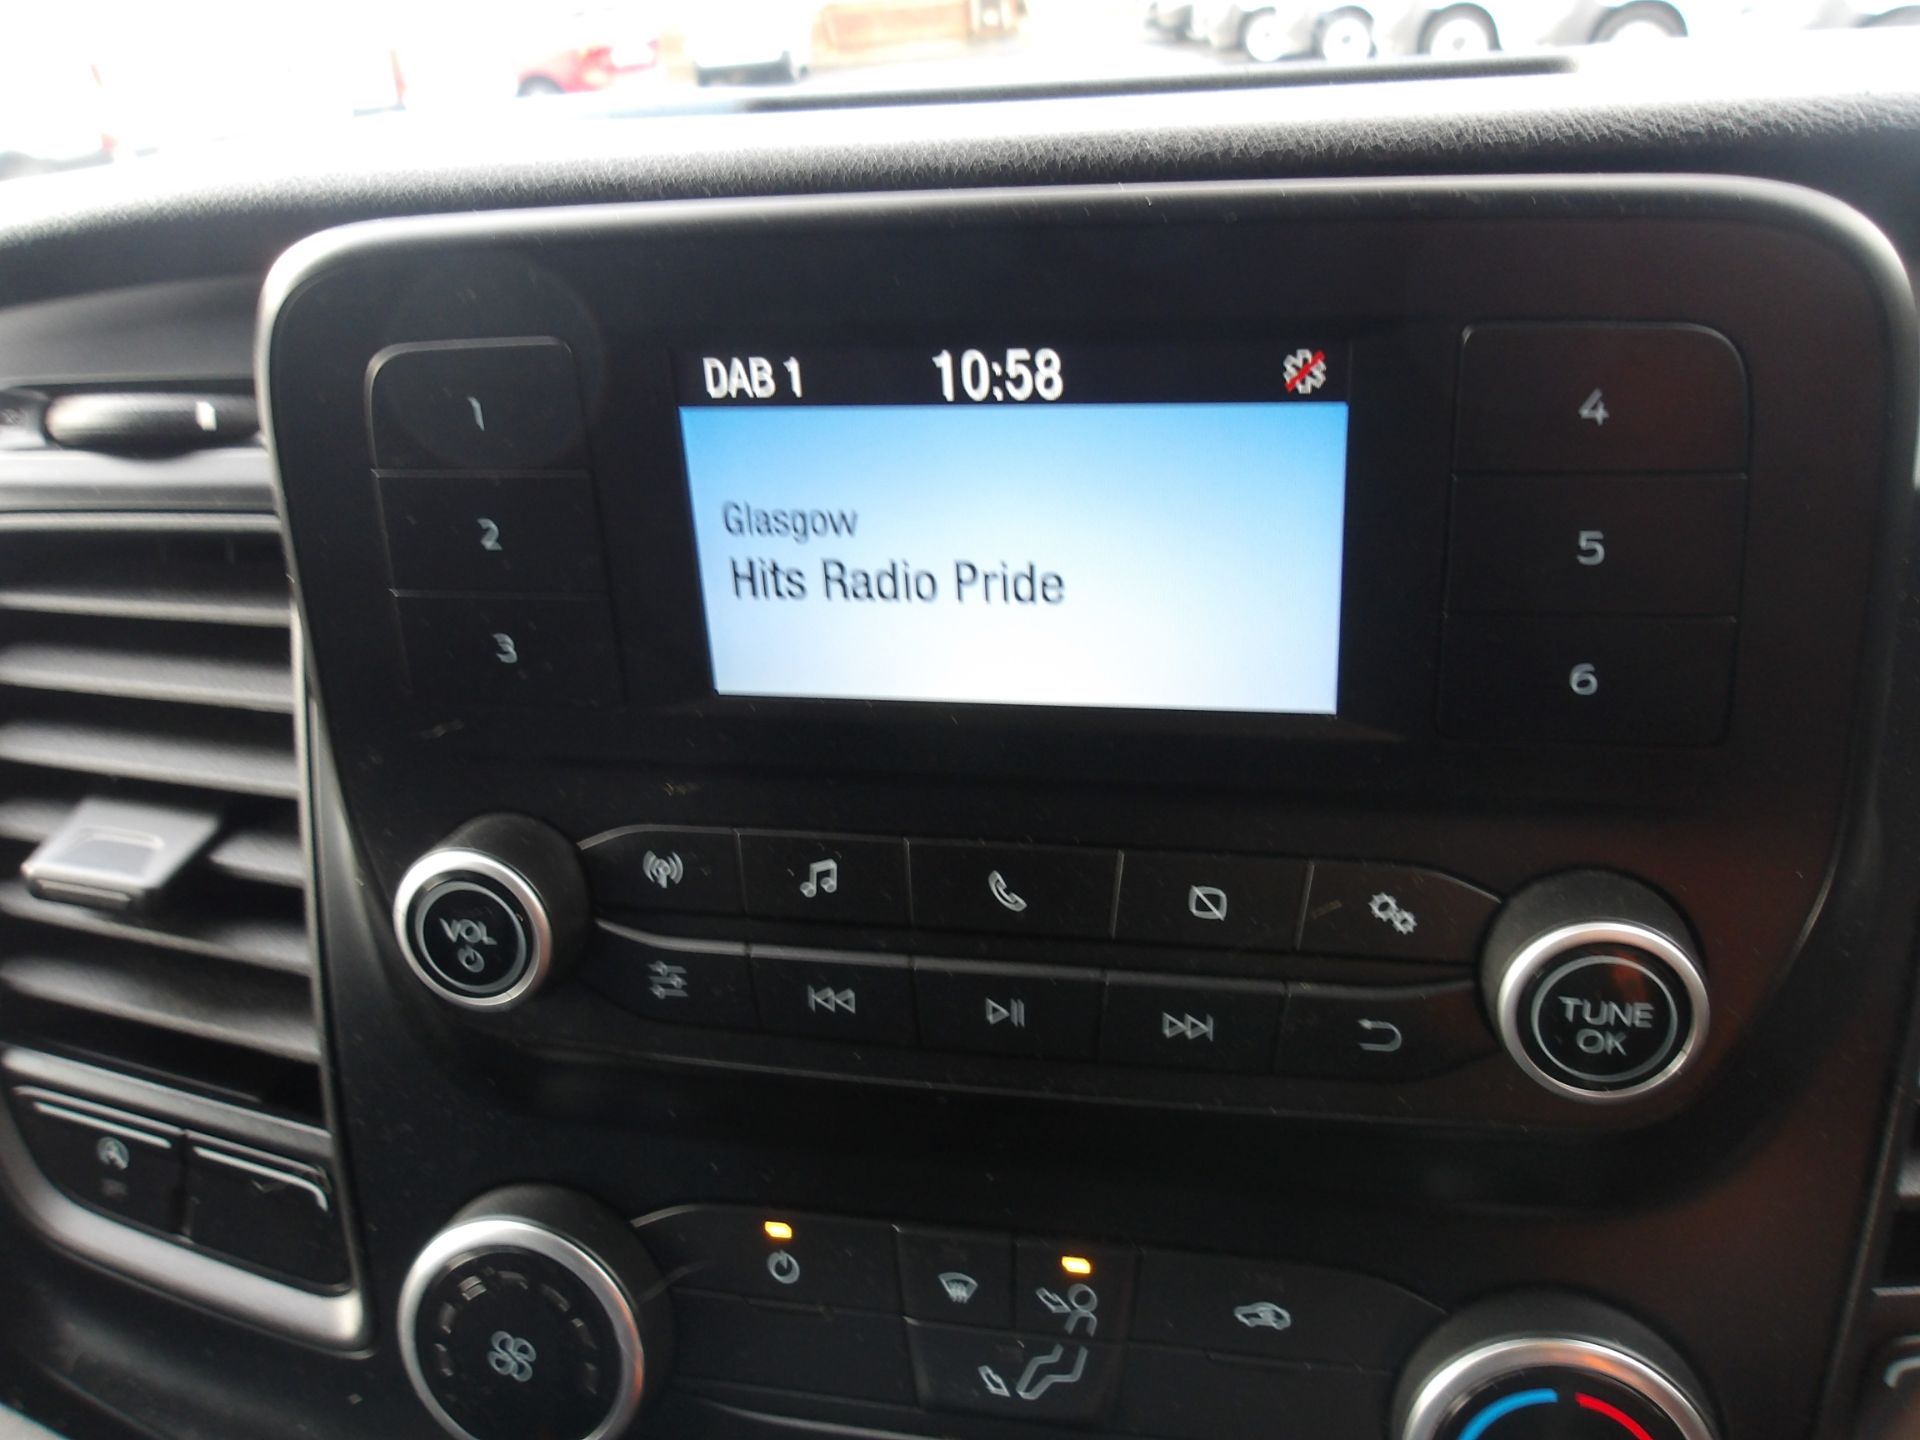 DAB 1 10:58
Glasgow
Hits Radio Pride
1
2
3
4
5
6
VOL
TUNE
OK